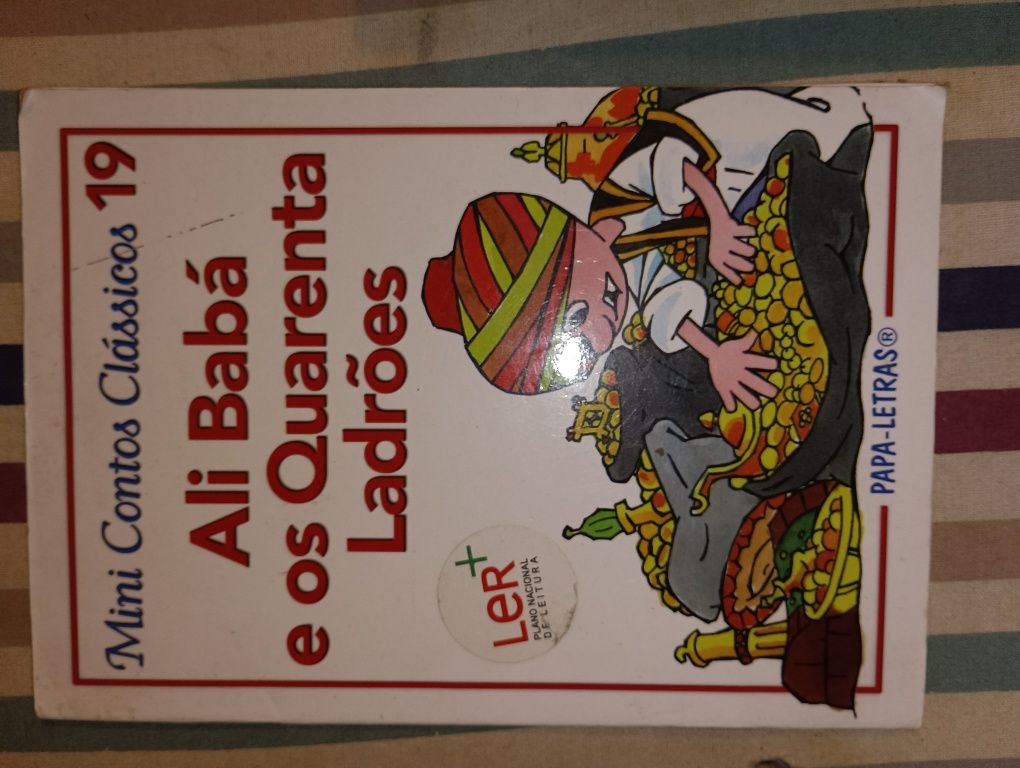 Mini Contos Clássicos 19
Ali Babá
e os Quarenta
Ladrões
LeR+
PLANO NACIONAL
DE LEITURA
PAPA-LETRAS®